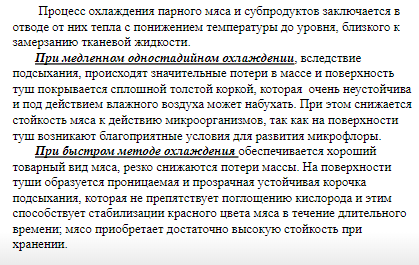 Процесс охлаждения парного мяса и субпродуктов заключается в
отводе от них тепла с понижением температуры до уровня, близкого к
замерзанию тканевой жидкости.
При медленном одностадийном охлаждении, вследствие
подсыхания, происходят значительные потери в массе и поверхность
туш покрывается сплошной толстой коркой, которая очень неустойчива
и под действием влажного воздуха может набухать. При этом снижается
стойкость мяса к действию микроорганизмов, так как на поверхности
туш возникают благоприятные условия для развития микрофлоры.
При быстром методе охлаждения обеспечивается хороший
товарный вид мяса, резко снижаются потери массы. На поверхности
туши образуется проницаемая и прозрачная устойчивая корочка
подсыхания, которая не препятствует поглощению кислорода и этим
способствует стабилизации красного цвета мяса в течение длительного
времени; мясо приобретает достаточно высокую стойкость при
хранении.